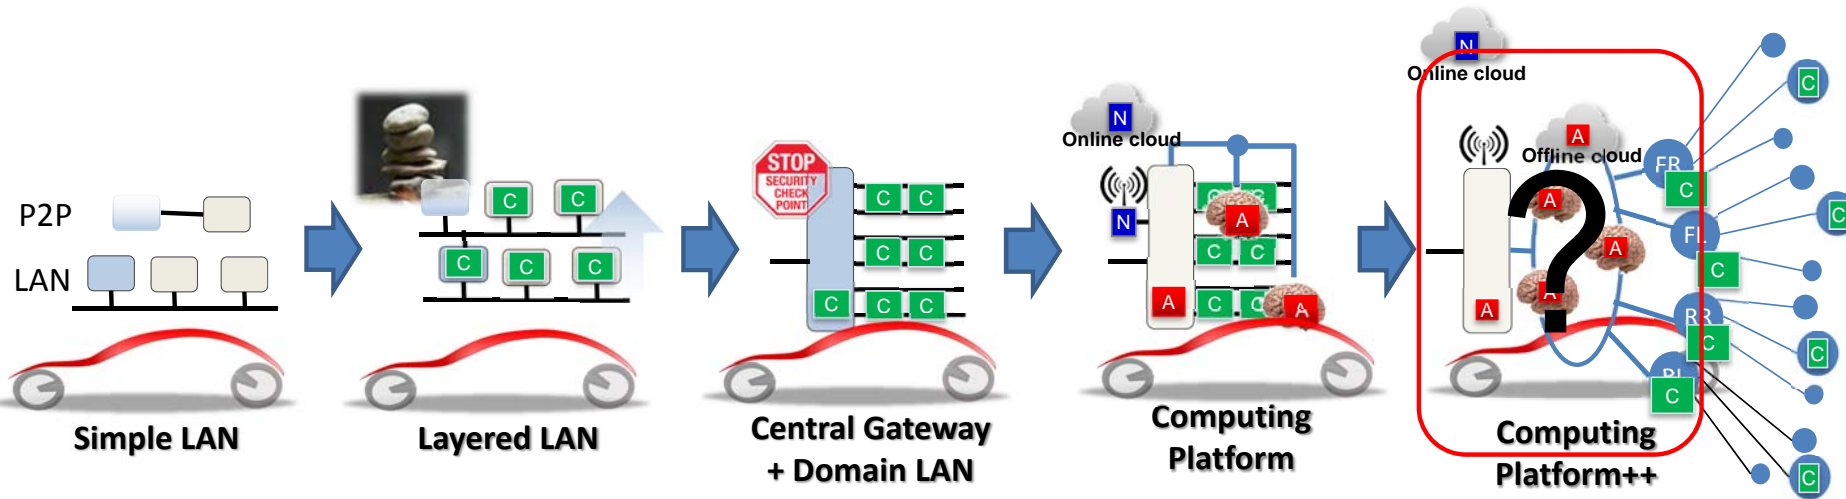 P2P
LAN
Simple LAN
C
C
C
C
C
Layered LAN
STOP
SECURITY
CHECK
POINT
C
C
C
C
C
C
C
Central Gateway
+ Domain LAN
N
Online cloud
N
A
C
C
A
C
A
Computing
Platform
N
Online cloud
A
Offline cloud
A
A
A
A
?
FR
C
FL
C
RR
C
C
C
C
C
C
Computing
Platform++